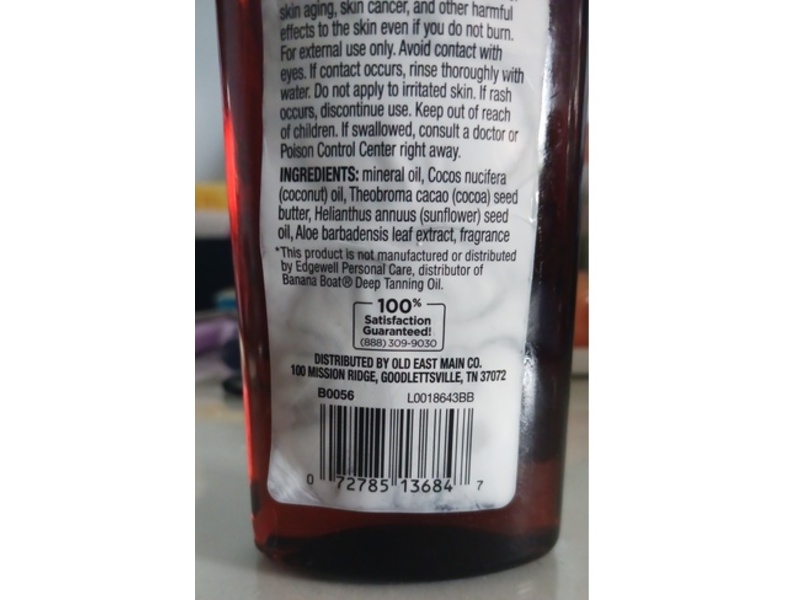 skin aging, skin cancer, and other harmful
effects to the skin even if you do not burn.
For external use only. Avoid contact with
eyes. If contact occurs, rinse thoroughly with
water. Do not apply to irritated skin. If rash
occurs, discontinue use. Keep out of reach
of children. If swallowed, consult a doctor or
Poison Control Center right away.
INGREDIENTS: mineral oil, Cocos nucifera
(coconut) oil, Theobroma cacao (cocoa) seed
butter, Helianthus annuus (sunflower) seed
oil, Aloe barbadensis leaf extract, fragrance
*This product is not manufactured or distributed
by Edgewell Personal Care, distributor of
Banana Boat® Deep Tanning Oil.
100%
Satisfaction
Guaranteed!
(888) 309-9030
DISTRIBUTED BY OLD EAST MAIN CO.
100 MISSION RIDGE, GOODLETTSVILLE, TN 37072
B0056 L0018643BB
0 72785 13684 7